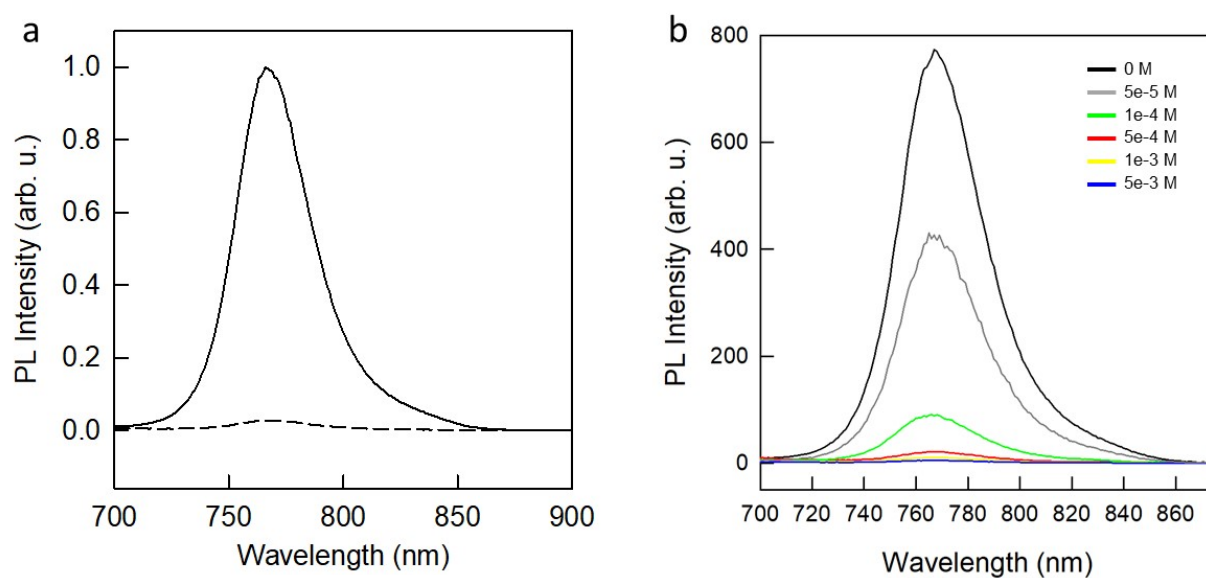 a
PL Intensity (arb. u.)
1.0
0.8
0.6
0.4
0.2
0.0
700
750
800
850
900
Wavelength (nm)
b
PL Intensity (arb. u.)
800
600
400
200
0
0 M
5e-5 M
1e-4 M
5e-4 M
1e-3 M
5e-3 M
700
720
740
760
780
800
820
840
860
Wavelength (nm)